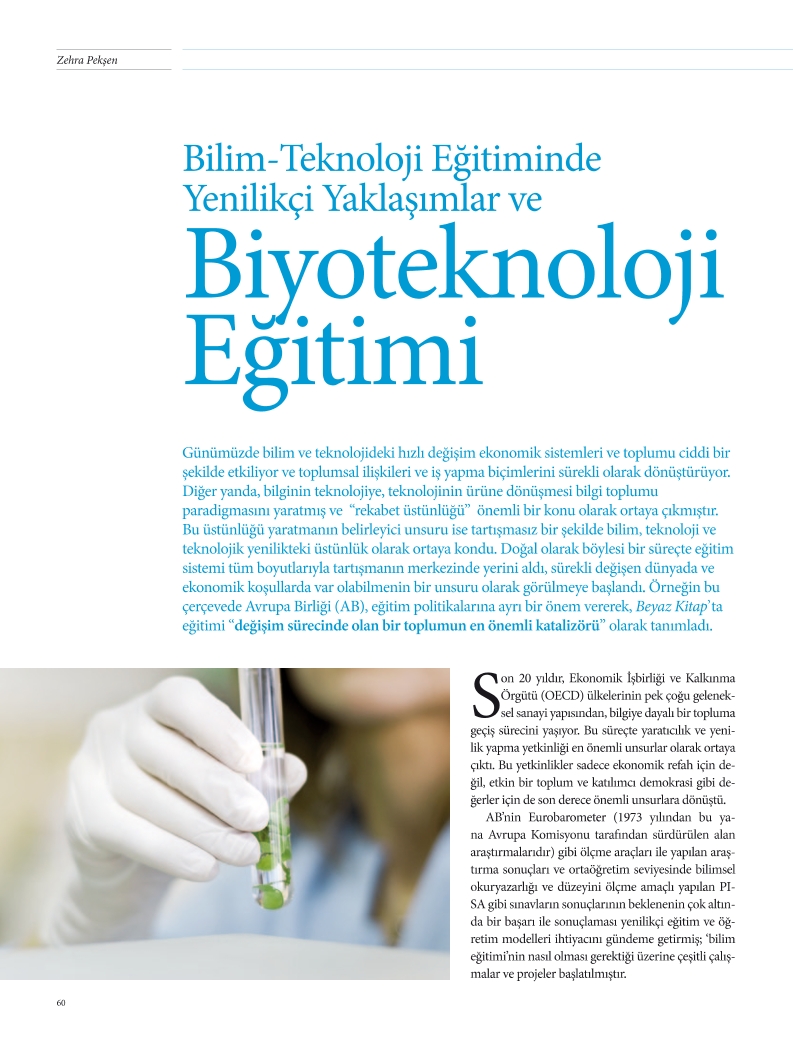 Zehra Pekşen
Bilim-Teknoloji Eğitiminde
Yenilikçi Yaklaşımlar ve
Biyoteknoloji
Eğitimi
Günümüzde bilim ve teknolojideki hızlı değişim ekonomik sistemleri ve toplumu ciddi bir
şekilde etkiliyor ve toplumsal ilişkileri ve iş yapma biçimlerini sürekli olarak dönüştürüyor.
Diğer yanda, bilginin teknolojiye, teknolojinin ürüne dönüşmesi bilgi toplumu
paradigmasını yaratmış ve “rekabet üstünlüğü” önemli bir konu olarak ortaya çıkmıştır.
Bu üstünlüğü yaratmanın belirleyici unsuru ise tartışmasız bir şekilde bilim, teknoloji ve
teknolojik yenilikteki üstünlük olarak ortaya kondu. Doğal olarak böylesi bir süreçte eğitim
sistemi tüm boyutlarıyla tartışmanın merkezinde yerini aldı, sürekli değişen dünyada ve
ekonomik koşullarda var olabilmenin bir unsuru olarak görülmeye başlandı. Örneğin bu
çerçevede Avrupa Birliği (AB), eğitim politikalarına ayrı bir önem vererek, Beyaz Kitap’ta
eğitimi “değişim sürecinde olan bir toplumun en önemli katalizörü” olarak tanımladı.
Son 20 yıldır, Ekonomik İşbirliği ve Kalkınma
Örgütü (OECD) ülkelerinin pek çoğu gelenek-
sel sanayi yapısından, bilgiye dayalı bir topluma
geçiş sürecini yaşıyor. Bu süreçte yaratıcılık ve yeni-
lik yapma yetkinliği en önemli unsurlar olarak ortaya
çıktı. Bu yetkinlikler sadece ekonomik refah için de-
ğil, etkin bir toplum ve katılımcı demokrasi gibi de-
ğerler için de son derece önemli unsurlara dönüştü.
AB’nin Eurobarometer (1973 yılından bu ya-
na Avrupa Komisyonu tarafından sürdürülen alan
araştırmalarıdır) gibi ölçme araçları ile yapılan araş-
tırma sonuçları ve ortaöğretim seviyesinde bilimsel
okuryazarlığı ve düzeyini ölçme amaçlı yapılan PI-
SA gibi sınavların sonuçlarının beklenenin çok altın-
da bir başarı ile sonuçlaması yenilikçi eğitim ve öğ-
retim modelleri ihtiyacını gündeme getirmiş; ‘bilim
eğitimi’nin nasıl olması gerektiği üzerine çeşitli çalış-
malar ve projeler başlatılmıştır.
60